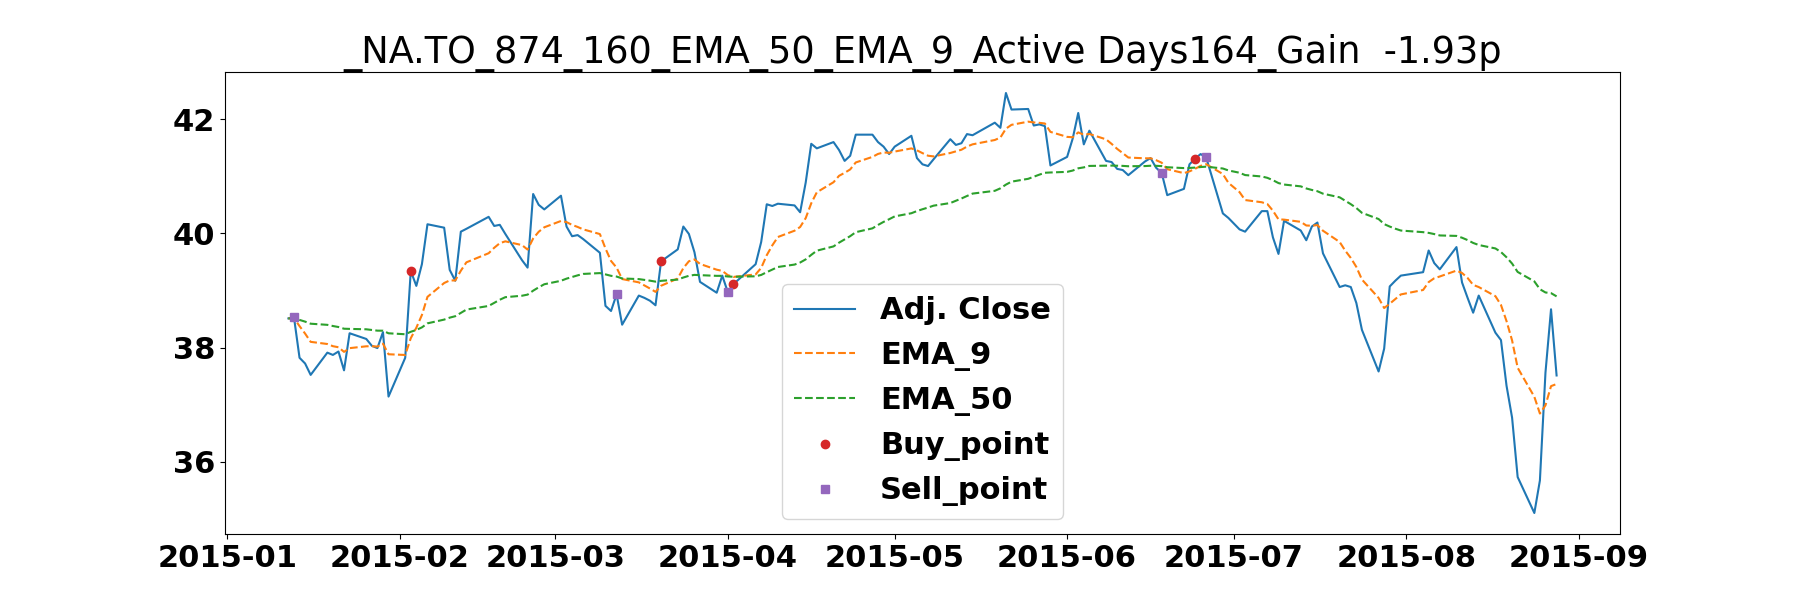 _NA.TO_874_160_EMA_50_EMA_9_Active Days164_Gain  -1.93p
42
40
38
36
Adj. Close
EMA_9
EMA_50
Buy_point
Sell_point
2015-01 2015-02 2015-03 2015-04 2015-05 2015-06 2015-07 2015-08 2015-09